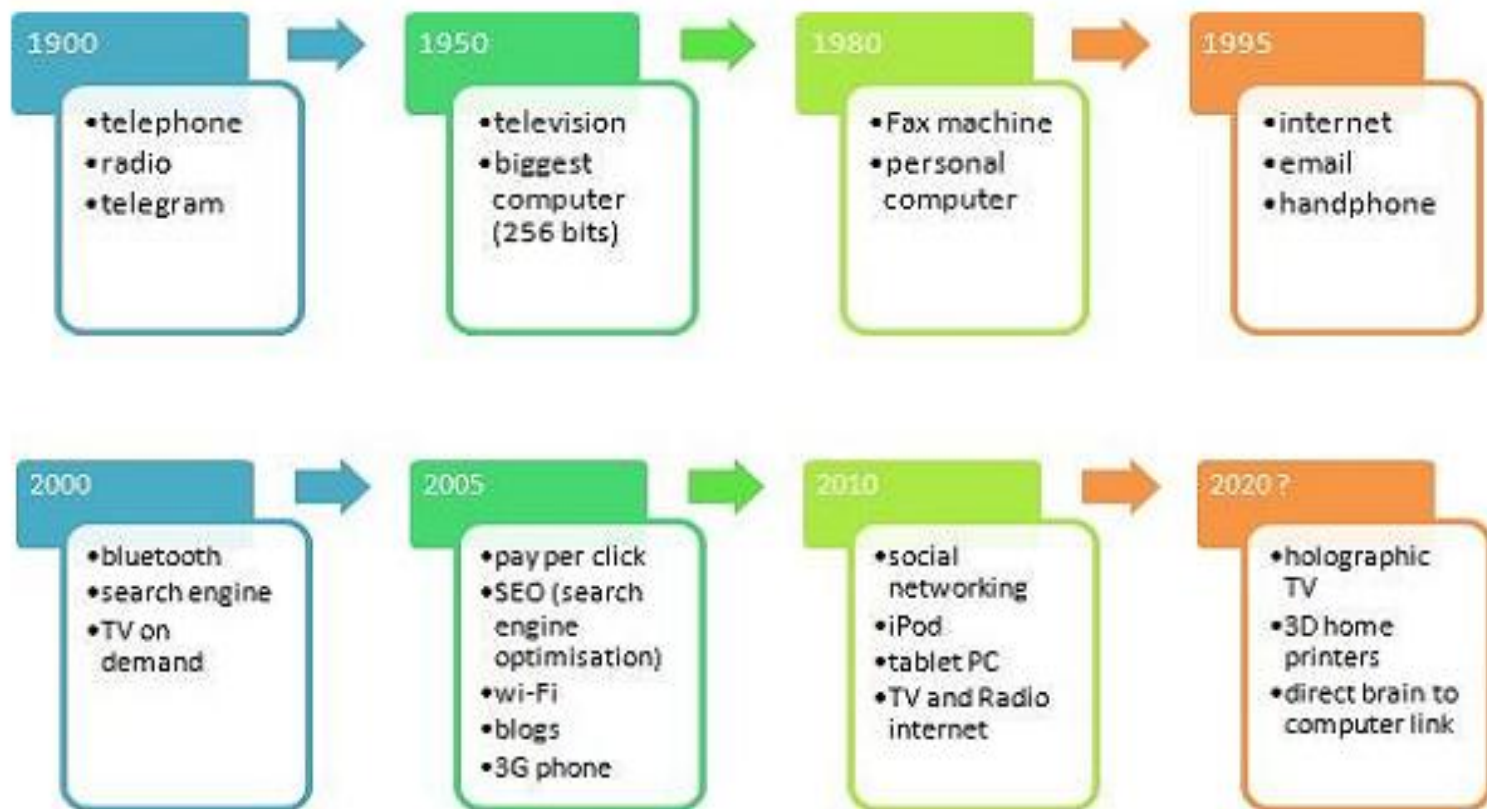 1900
•telephone
•radio
•telegram
1950
•television
•biggest
computer
(256 bits)
1980
•Fax machine
•personal
computer
1995
•internet
•email
•handphone
2000
•bluetooth
•search engine
•TV on
demand
2005
•pay per click
•SEO (search
engine
optimisation)
•wi-Fi
•blogs
•3G phone
2010
•social
networking
•iPod
•tablet PC
•TV and Radio
internet
2020 ?
•holographic
TV
•3D home
printers
•direct brain to
computer link